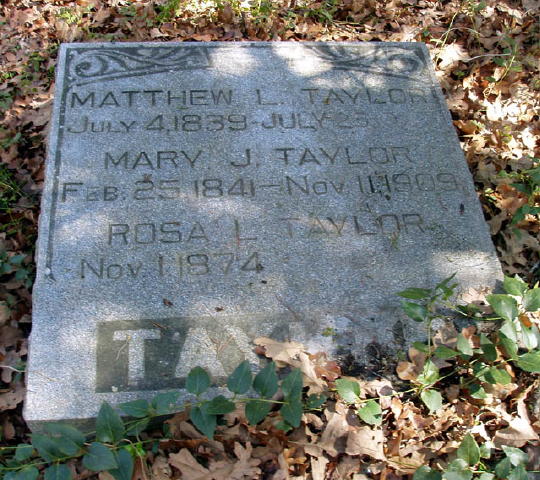 MATTHEW L. TAYLOR
JULY 4, 1839 - JULY
MARY J. TAYLOR
FEB. 25, 1841 - NOV. 11, 1909
ROSA L. TAYLOR
NOV. 1, 1874